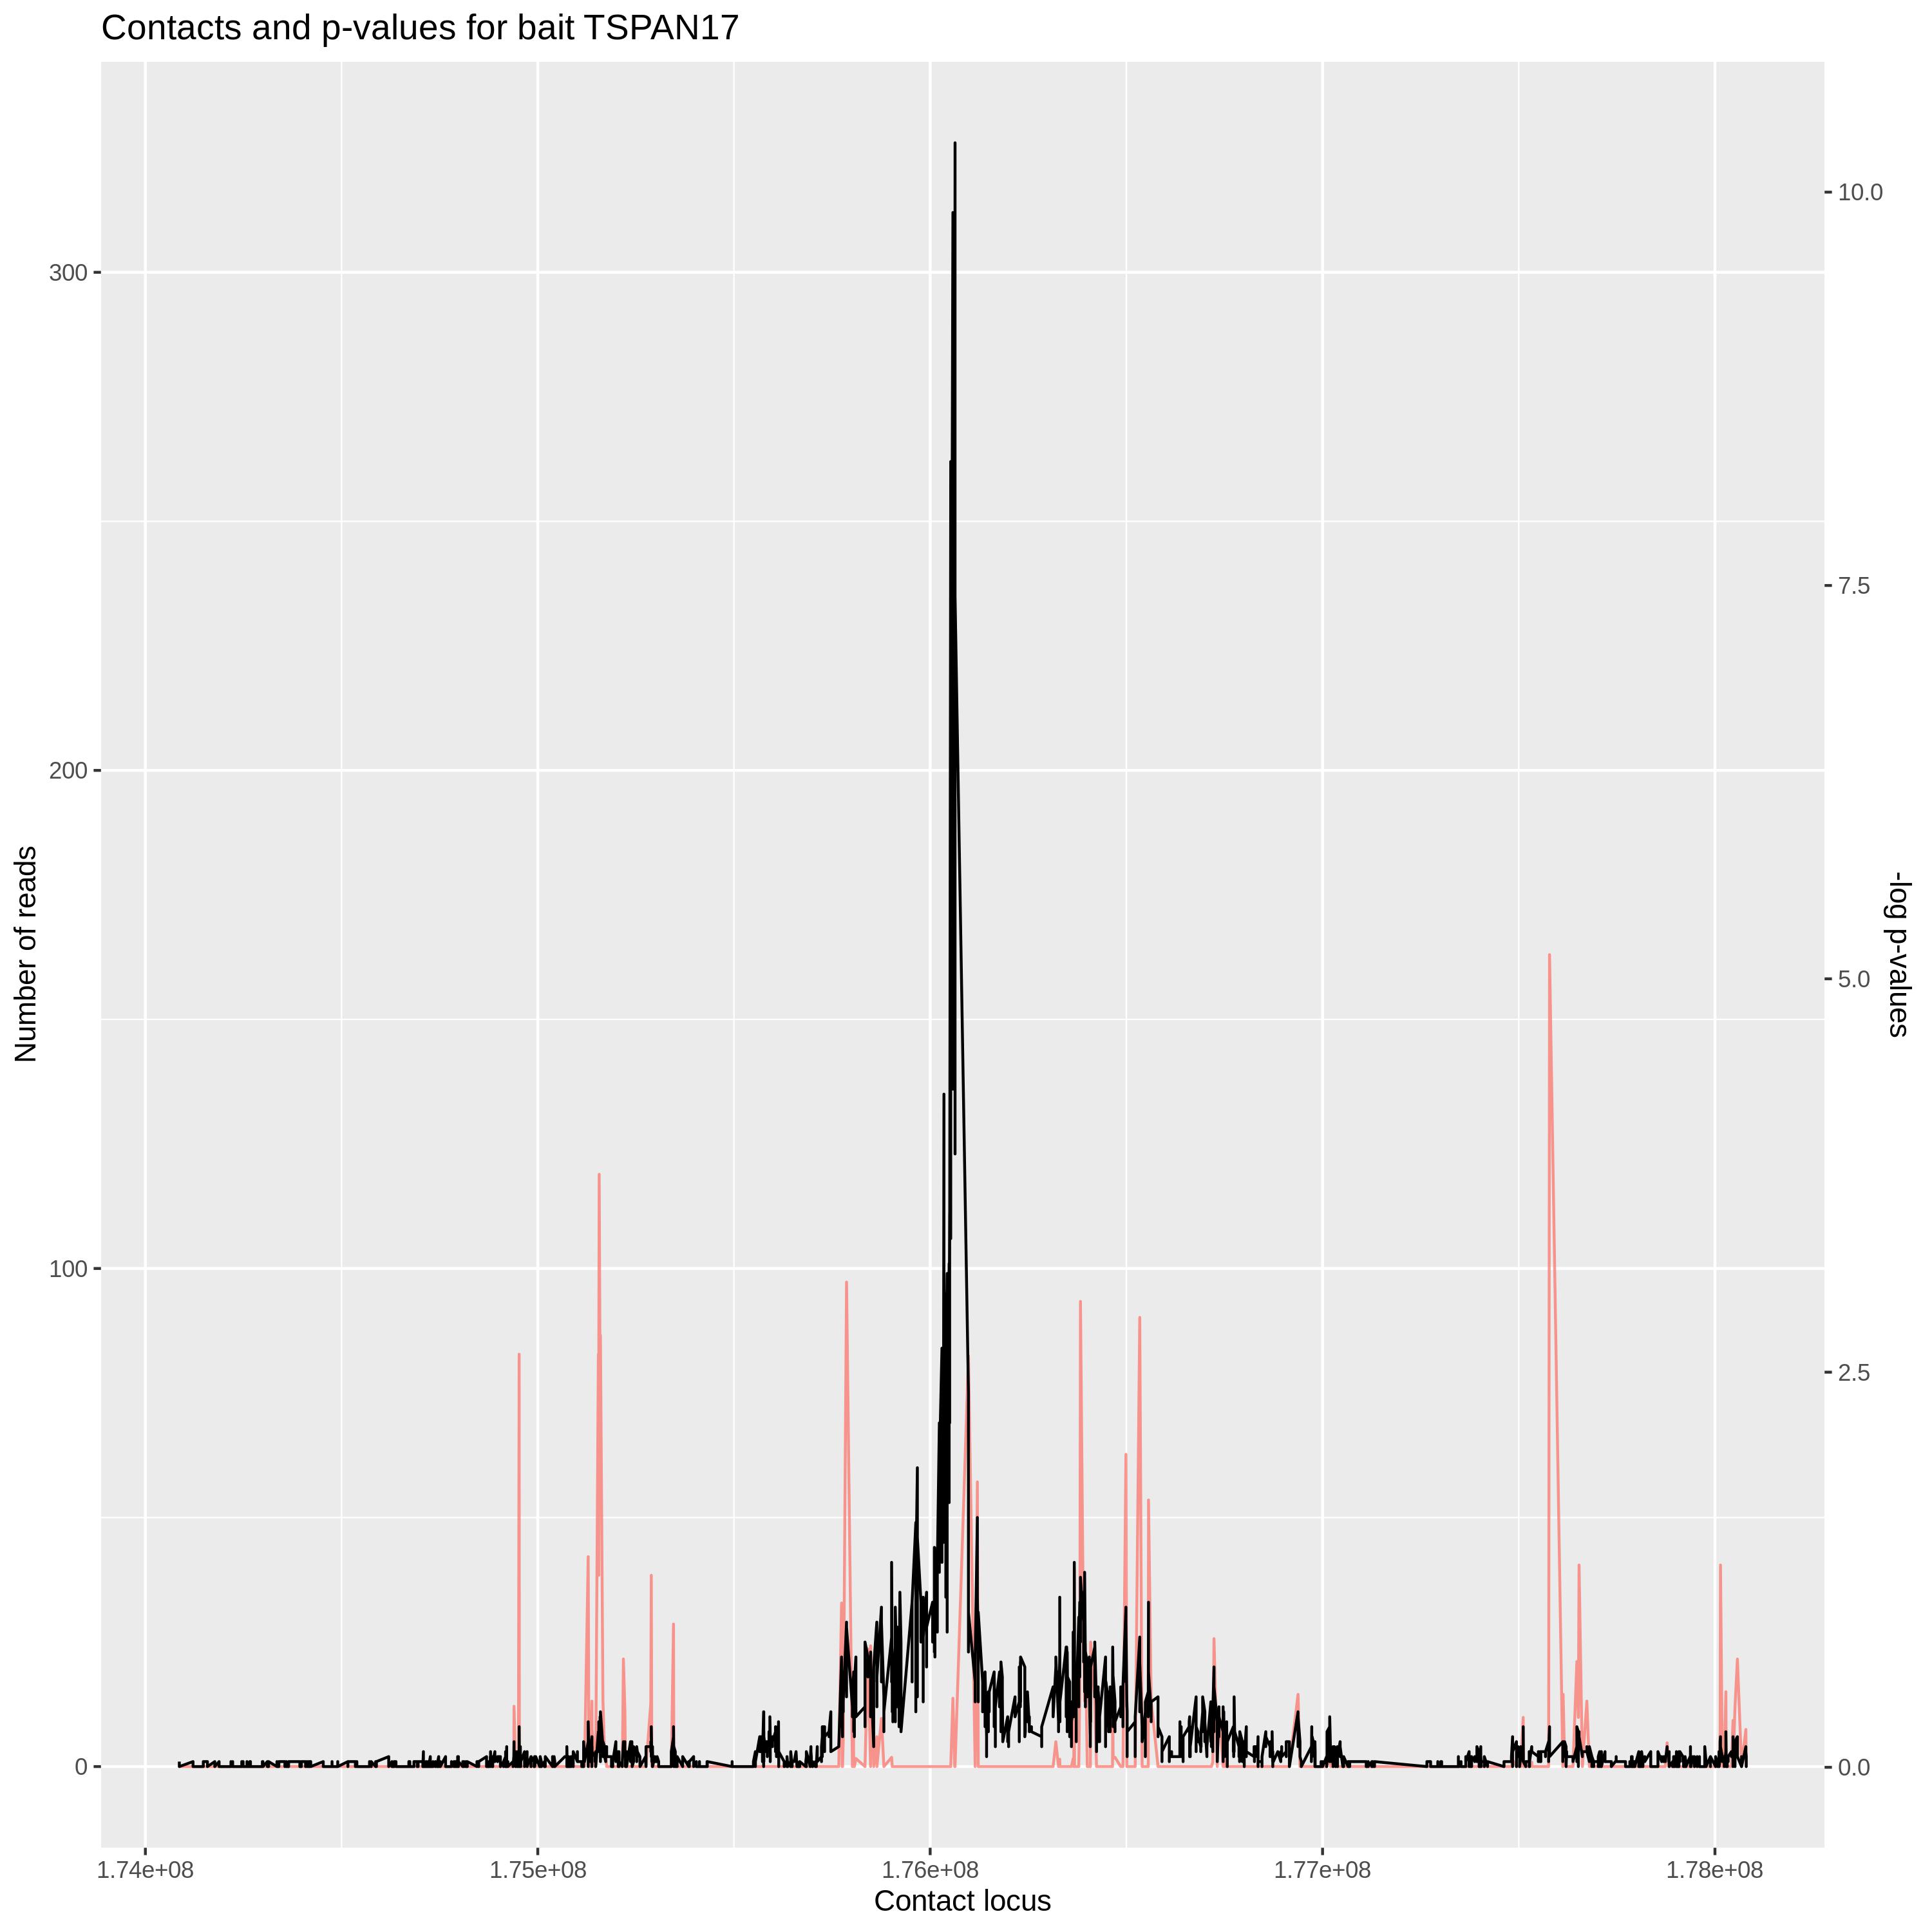 Contacts and p-values for bait TSPAN17
Number of reads
300
200
100
0
10.0
7.5
5.0
2.5
0.0
-log p-values
1.74e+08 1.75e+08 1.76e+08 1.77e+08 1.78e+08
Contact locus